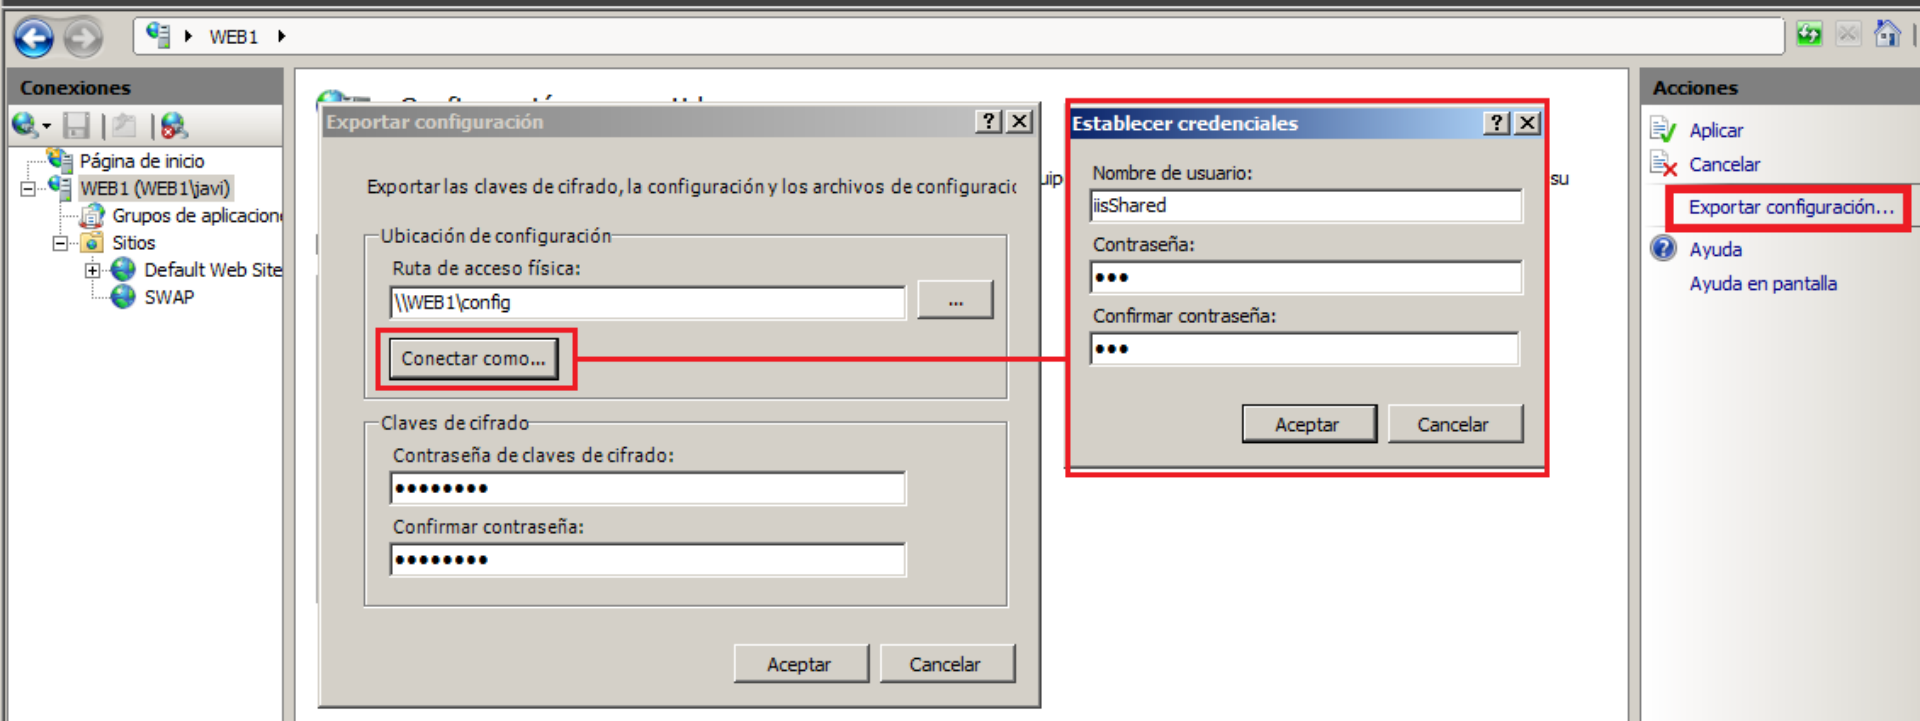 WEB1
Conexiones
Página de inicio
WEB1 (WEB1\javi)
Grupos de aplicacion
Sitios
Default Web Site
SWAP
Exportar configuración
Exportar las claves de cifrado, la configuración y los archivos de configuraci
Ubicación de configuración
Ruta de acceso física:
\\WEB1\config
...
Conectar como...
Claves de cifrado
Contraseña de claves de cifrado:
●●●●●●●●
Confirmar contraseña:
●●●●●●●●
Aceptar
Cancelar
uip
su
Establecer credenciales
Nombre de usuario:
iisShared
Contraseña:
●●●
Confirmar contraseña:
●●●
Aceptar
Cancelar
Acciones
Aplicar
Cancelar
Exportar configuración...
Ayuda
Ayuda en pantalla